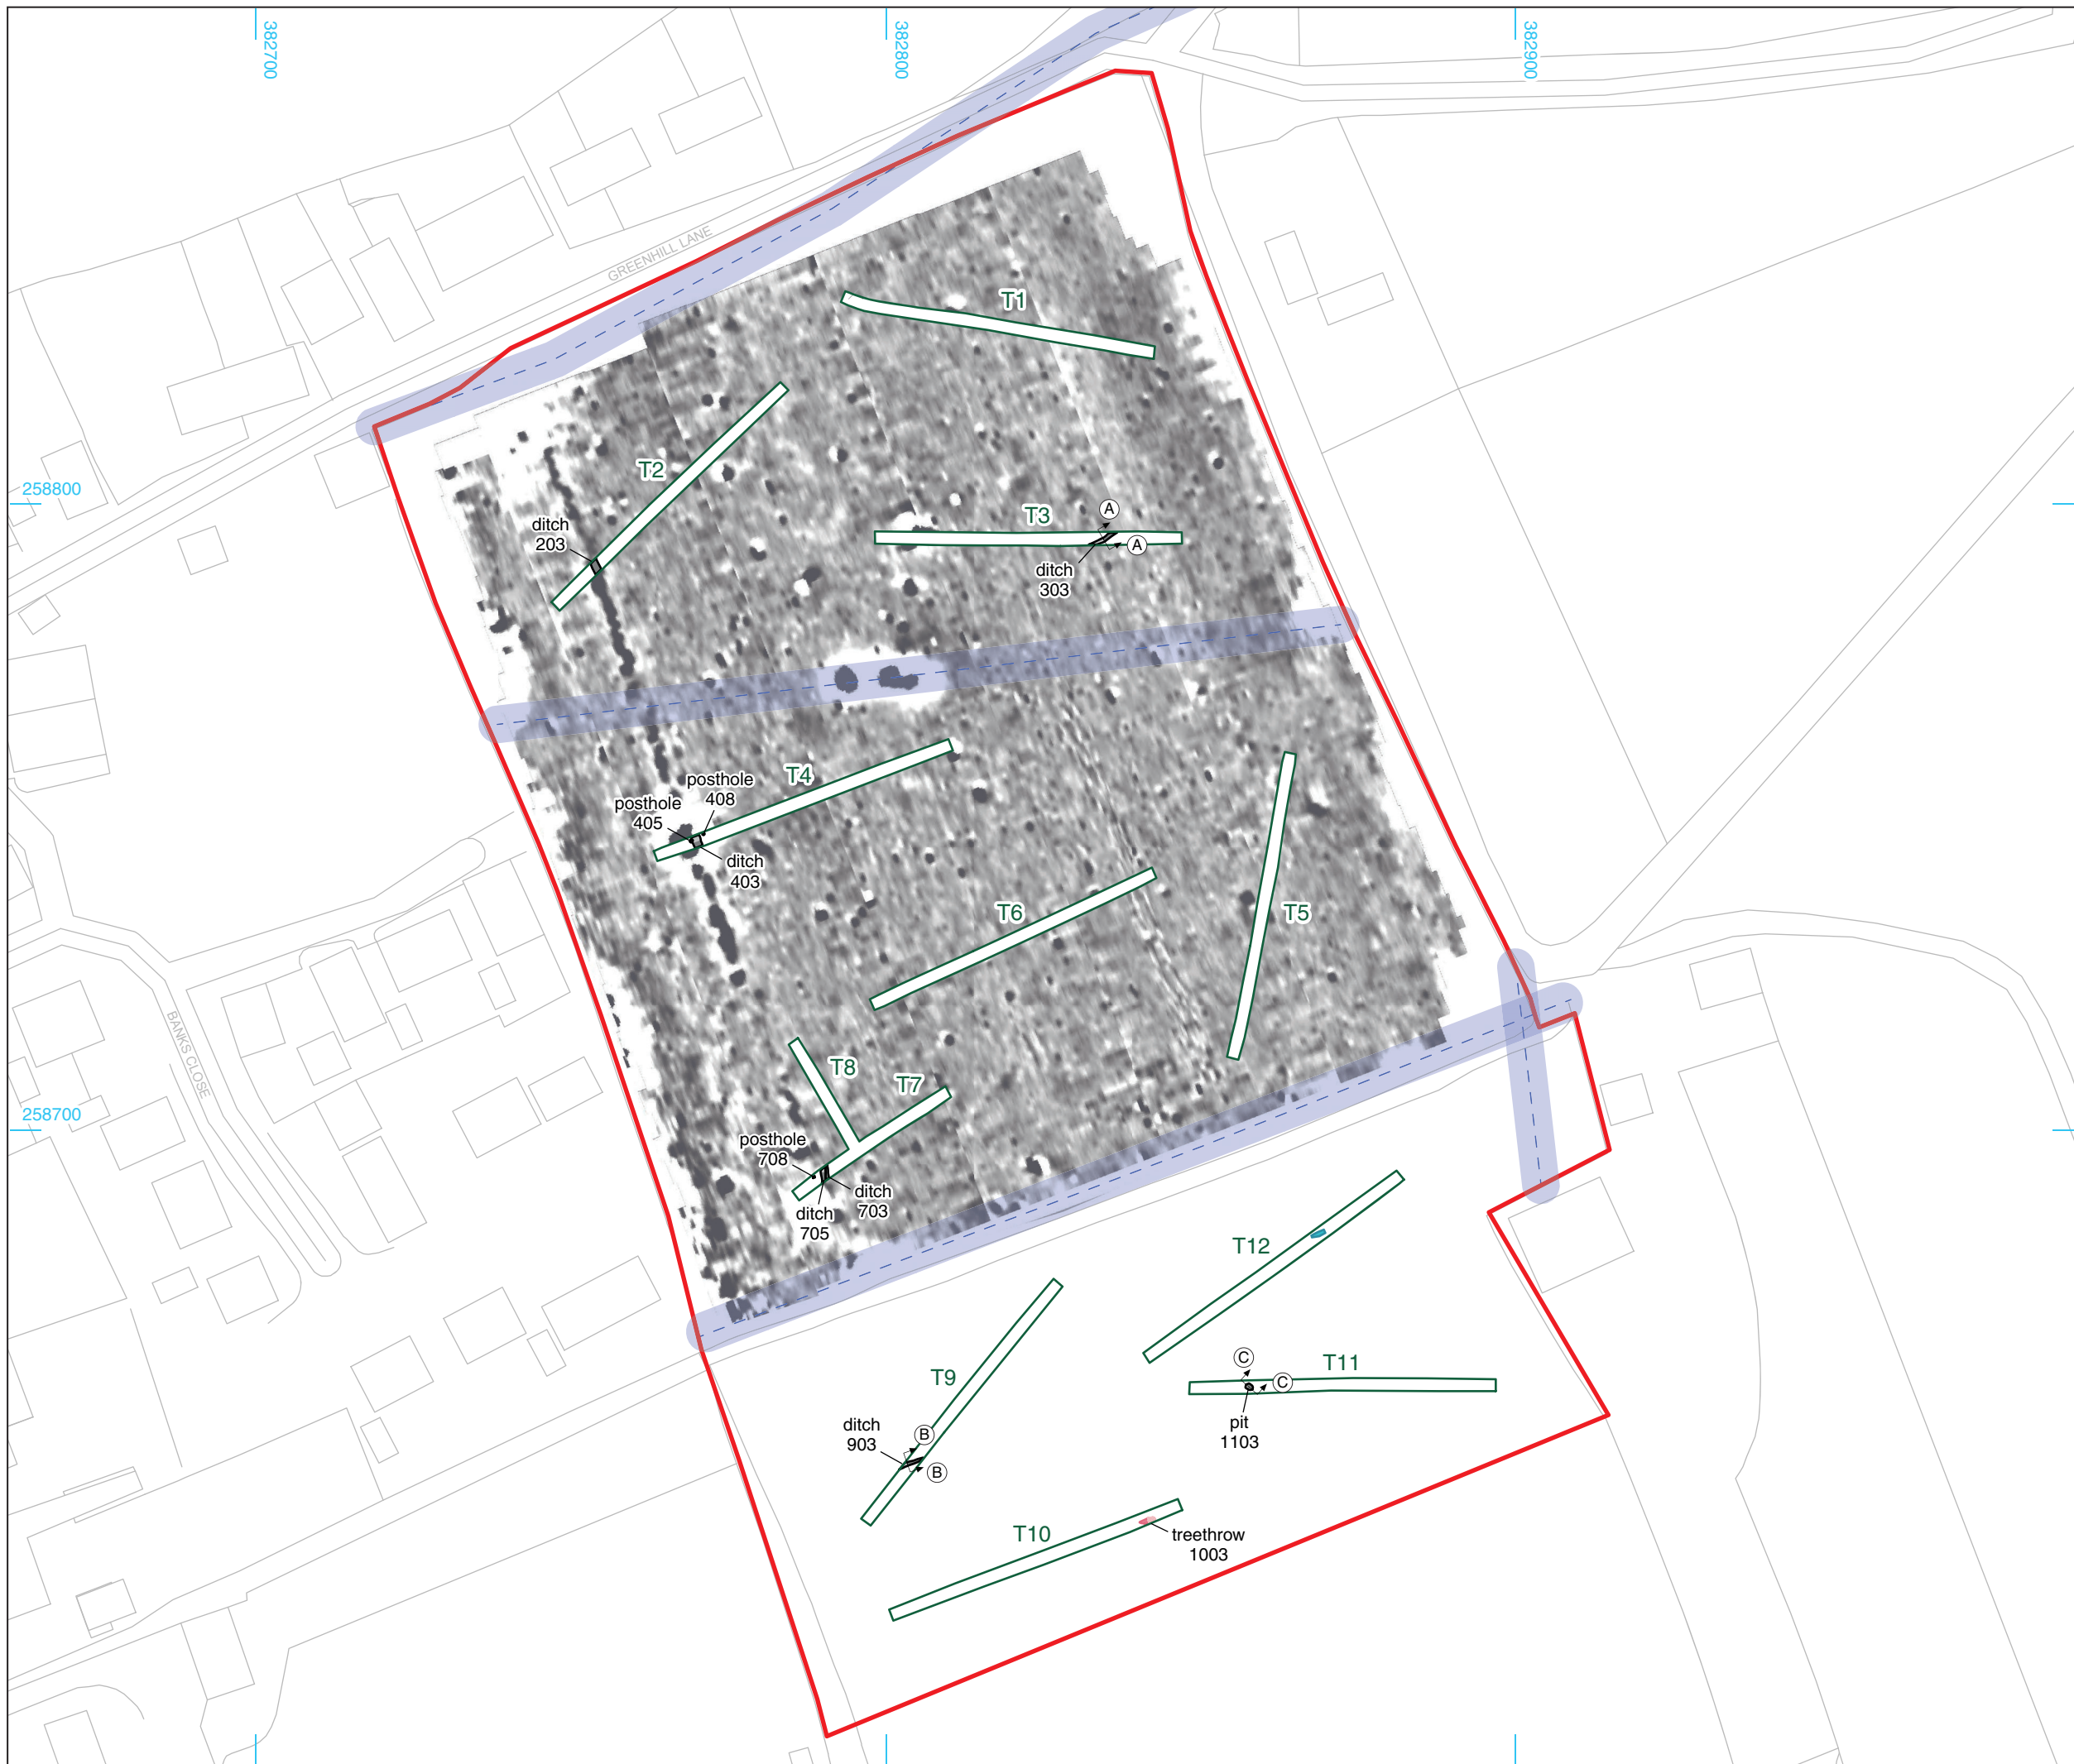 382700
382800
382900
GREENHILL LANE
T1
T2
258800
T3
A
A
ditch
203
ditch
303
T4
posthole
408
posthole
405
ditch
403
T6
T5
BANKS CLOSE
T8
T7
258700
posthole
708
ditch
703
ditch
705
T12
T9
C
T11
C
pit
1103
ditch
903
B
B
T10
treethrow
1003